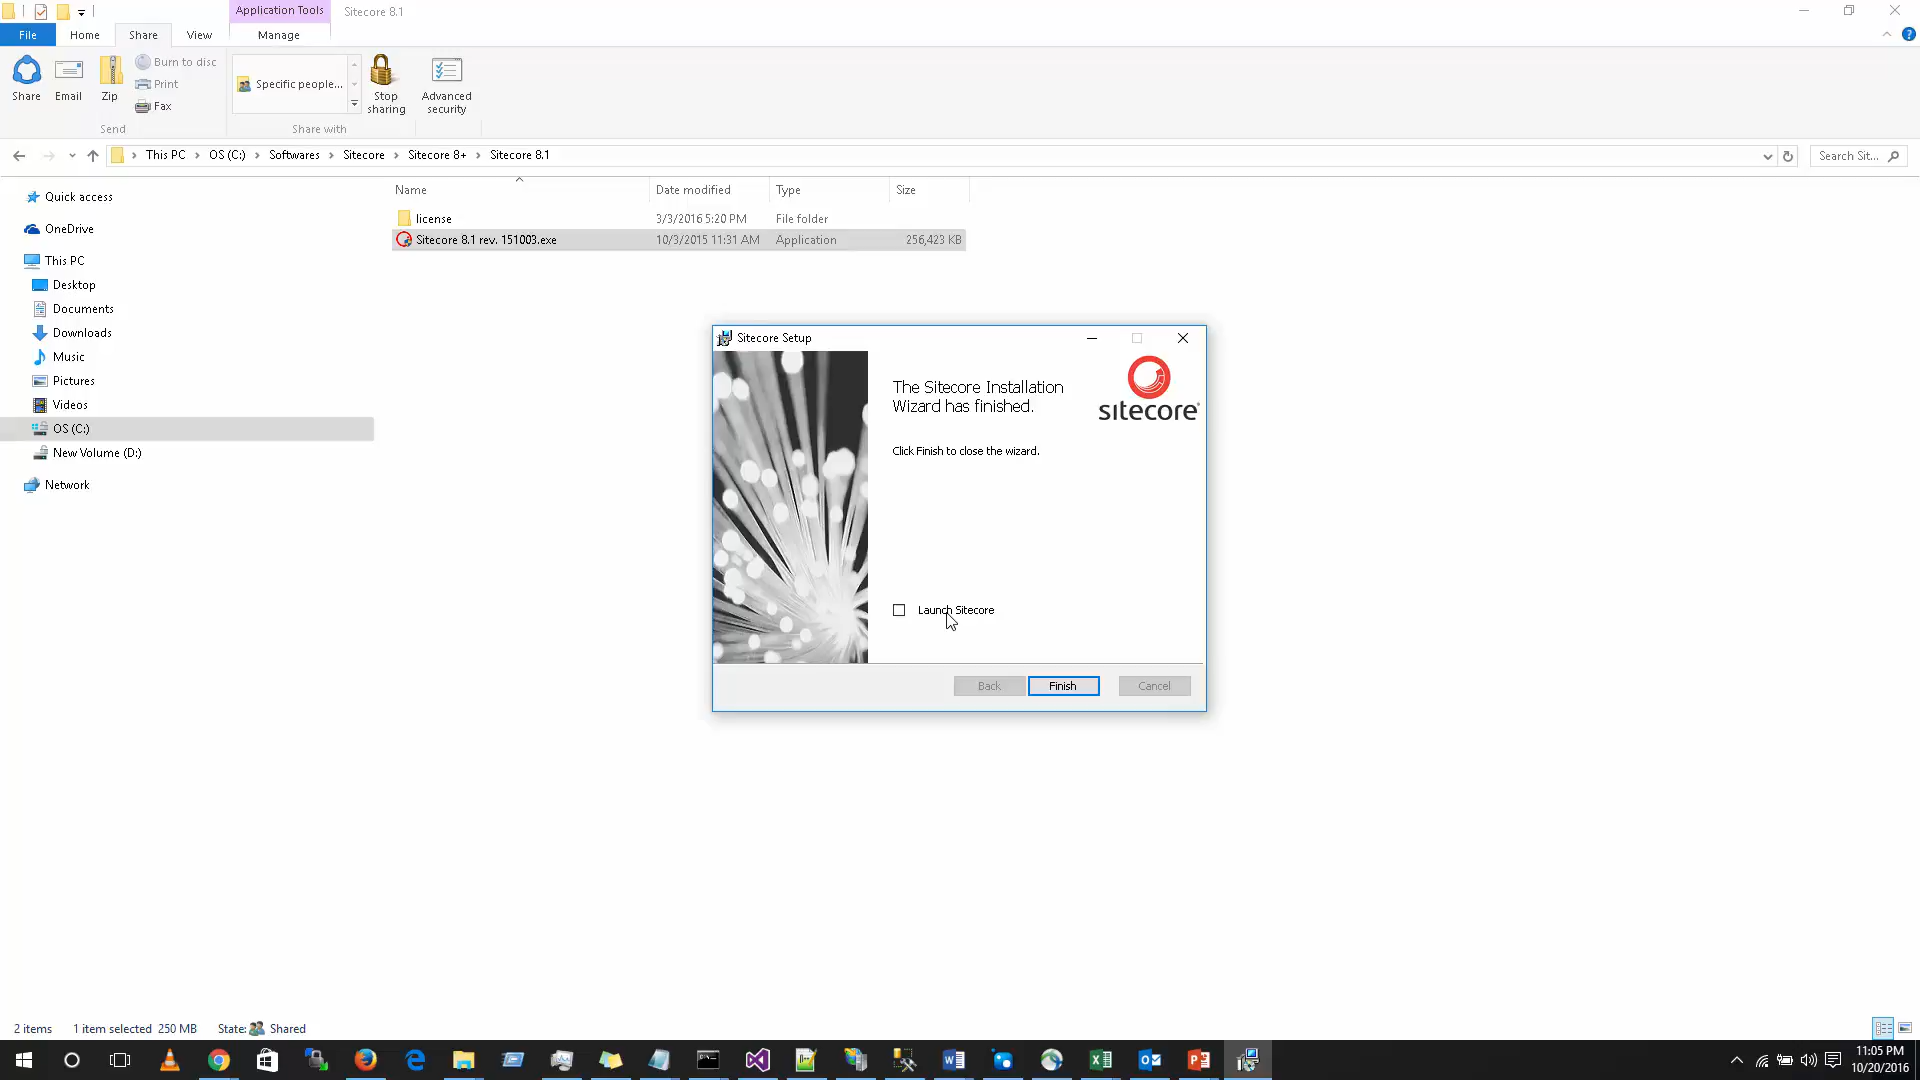 Application Tools
Sitecore 8.1
File
Home
Share
View
Manage
Share
Email
Zip
Burn to disc
Print
Fax
Specific people...
Stop
sharing
Advanced
security
Send
Share with
This PC
OS (C:)
Softwares
Sitecore
Sitecore 8+
Sitecore 8.1
Search Sit...
Name
Date modified
Type
Size
license
3/3/2016 5:20 PM
File folder
Sitecore 8.1 rev. 151003.exe
10/3/2015 11:31 AM
Application
256,423 KB
Quick access
OneDrive
This PC
Desktop
Documents
Downloads
Music
Pictures
Videos
OS (C:)
New Volume (D:)
Network
Sitecore Setup
The Sitecore Installation
Wizard has finished.
sitecore
Click Finish to close the wizard.
Launch Sitecore
Back
Finish
Cancel
2 items
1 item selected 250 MB
State: Shared
11:05 PM
10/20/2016